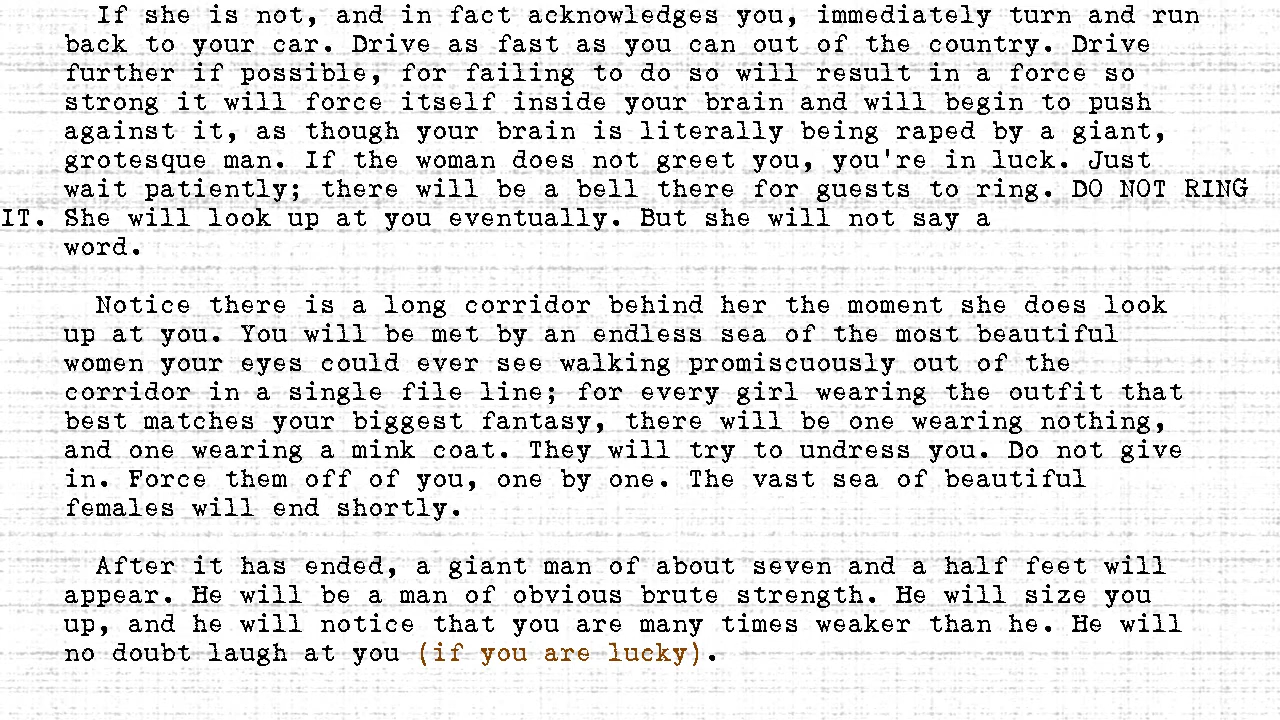 If she is not, and in fact acknowledges you, immediately turn and run
back to your car. Drive as fast as you can out of the country. Drive
further if possible, for failing to do so will result in a force so
strong it will force itself inside your brain and will begin to push
against it, as though your brain is literally being raped by a giant,
grotesque man. If the woman does not greet you, you're in luck. Just
wait patiently; there will be a bell there for guests to ring. DO NOT RING
IT. She will look up at you eventually. But she will not say a
word.
Notice there is a long corridor behind her the moment she does look
up at you. You will be met by an endless sea of the most beautiful
women your eyes could ever see walking promiscuously out of the
corridor in a single file line; for every girl wearing the outfit that
best matches your biggest fantasy, there will be one wearing nothing,
and one wearing a mink coat. They will try to undress you. Do not give
in. Force them off of you, one by one. The vast sea of beautiful
females will end shortly.
After it has ended, a giant man of about seven and a half feet will
appear. He will be a man of obvious brute strength. He will size you
up, and he will notice that you are many times weaker than he. He will
no doubt laugh at you (if you are lucky).